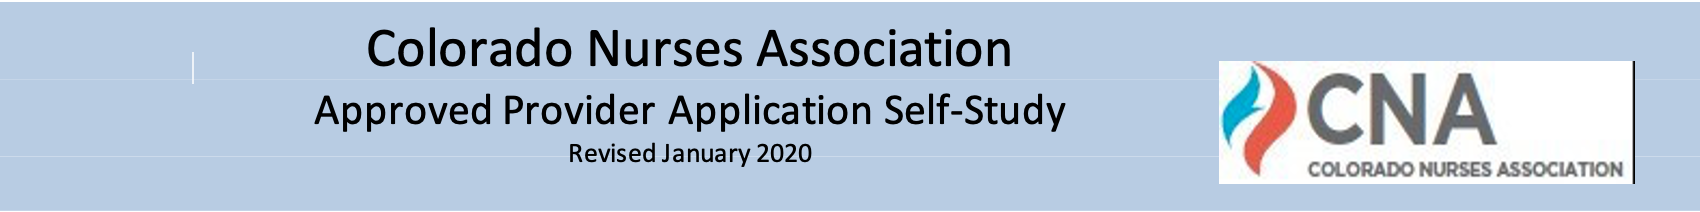 Colorado Nurses Association
Approved Provider Application Self-Study
Revised January 2020
CNA
COLORADO NURSES ASSOCIATION